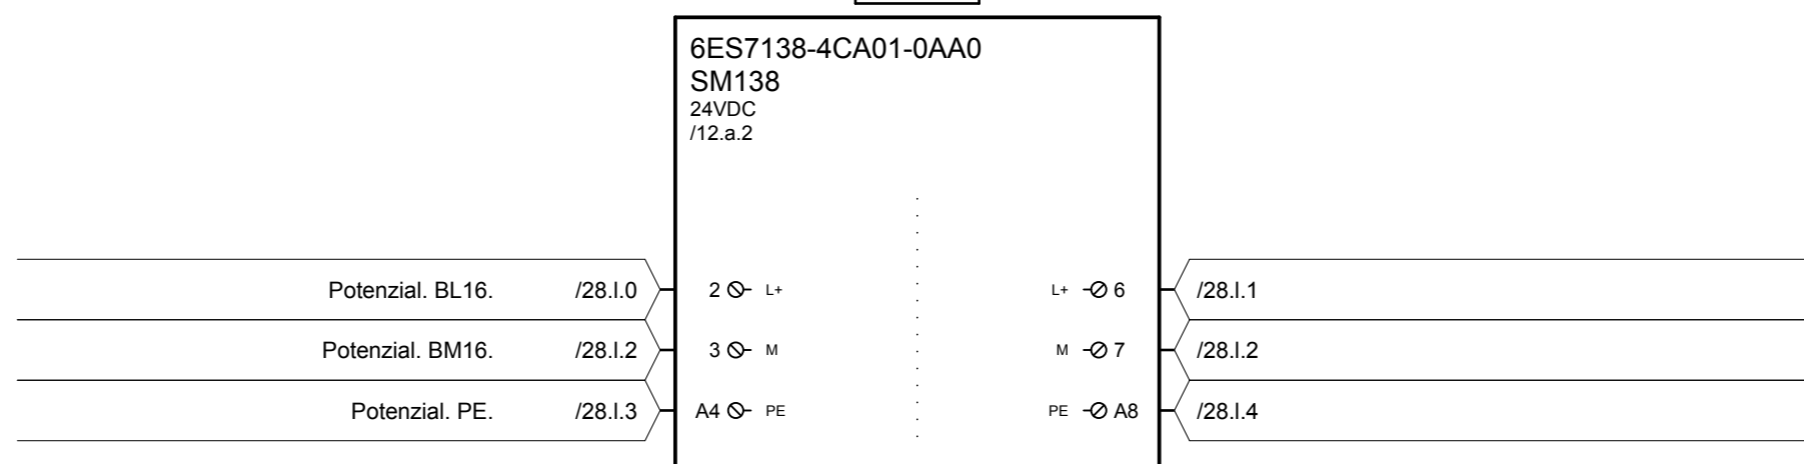 6ES7138-4CA01-0AA0
SM138
24VDC
/12.a.2
Potenzial. BL16. /28.l.0 2 L+ L+ 6 /28.l.1
Potenzial. BM16. /28.l.2 3 M M 7 /28.l.2
Potenzial. PE. /28.l.3 A4 PE PE A8 /28.l.4